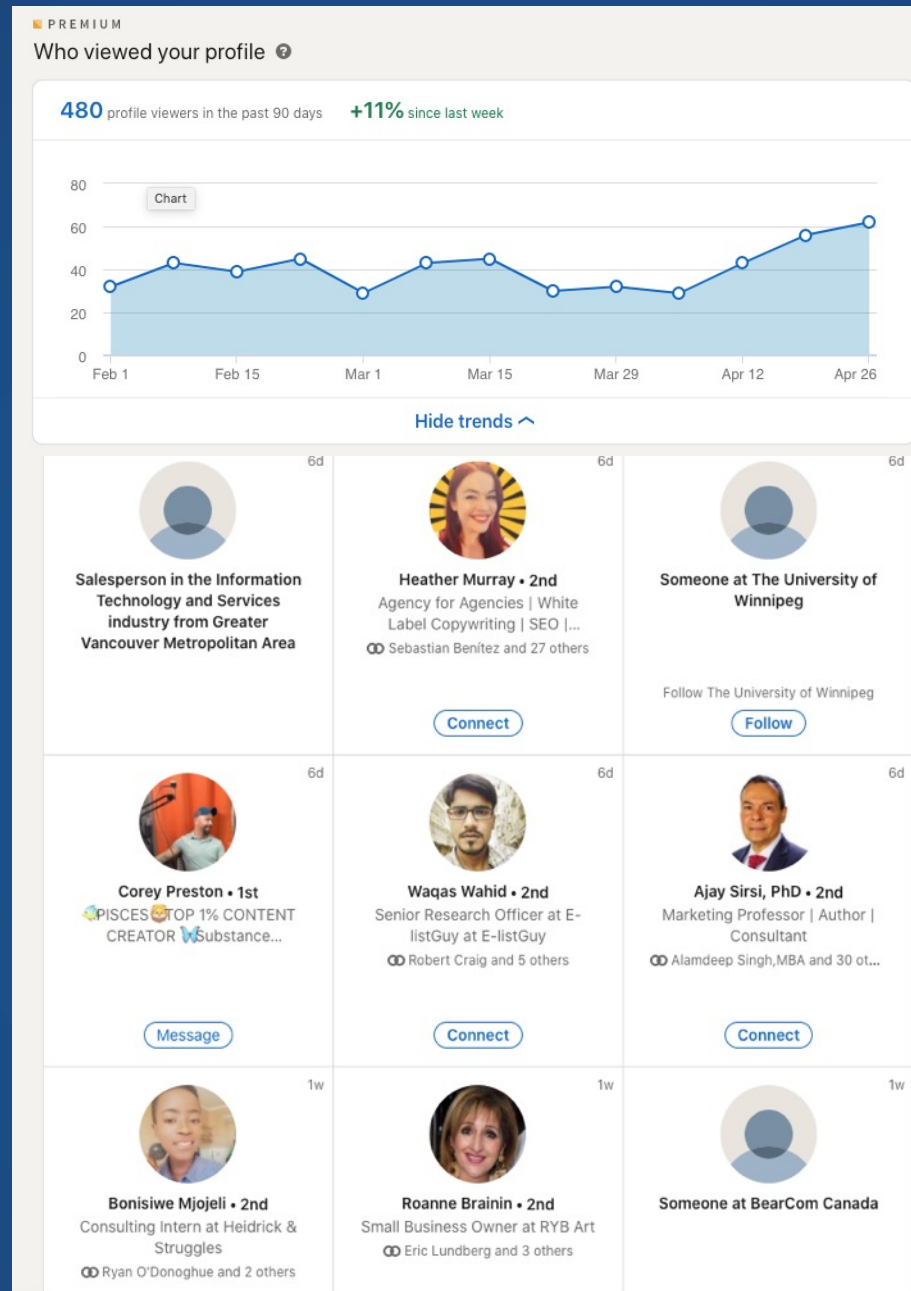 PREMIUM
Who viewed your profile ?
480 profile viewers in the past 90 days +11% since last week
80
Chart
60
40
20
0
Feb 1 Feb 15 Mar 1 Mar 15 Mar 29 Apr 12 Apr 26
Hide trends
6d
Salesperson in the Information
Technology and Services
industry from Greater
Vancouver Metropolitan Area
6d
Heather Murray • 2nd
Agency for Agencies | White
Label Copywriting | SEO |...
Sebastian Benítez and 27 others
Connect
6d
Someone at The University of
Winnipeg
Follow The University of Winnipeg
Follow
6d
Corey Preston • 1st
PISCES TOP 1% CONTENT
CREATOR Substance...
Message
6d
Waqas Wahid • 2nd
Senior Research Officer at E-
listGuy at E-listGuy
Robert Craig and 5 others
Connect
6d
Ajay Sirsi, PhD • 2nd
Marketing Professor | Author |
Consultant
Alamdeep Singh,MBA and 30 ot...
Connect
1w
Bonisiwe Mjojeli • 2nd
Consulting Intern at Heidrick &
Struggles
Ryan O'Donoghue and 2 others
1w
Roanne Brainin • 2nd
Small Business Owner at RYB Art
Eric Lundberg and 3 others
1w
Someone at BearCom Canada